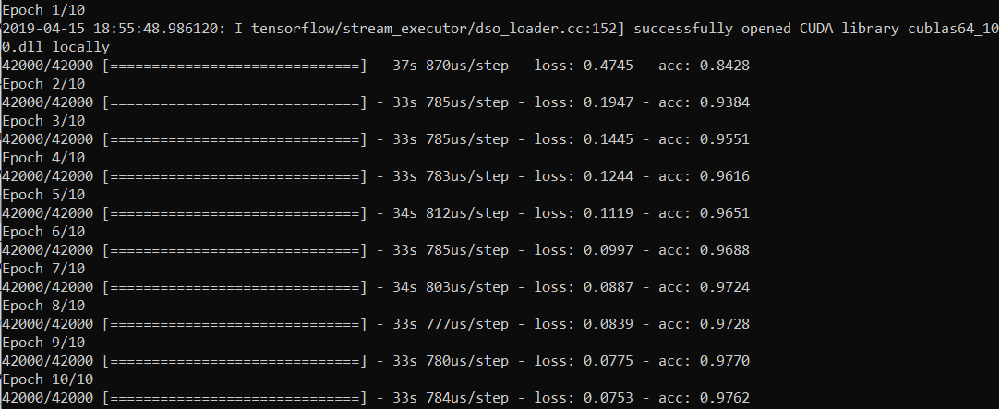 Epoch 1/10
2019-04-15 18:55:48.986120: I tensorflow/stream_executor/dso_loader.cc:152] successfully opened CUDA library cublas64_10
0.dll locally
42000/42000 [==============================] - 37s 870us/step - loss: 0.4745 - acc: 0.8428
Epoch 2/10
42000/42000 [==============================] - 33s 785us/step - loss: 0.1947 - acc: 0.9384
Epoch 3/10
42000/42000 [==============================] - 33s 785us/step - loss: 0.1445 - acc: 0.9551
Epoch 4/10
42000/42000 [==============================] - 33s 783us/step - loss: 0.1244 - acc: 0.9616
Epoch 5/10
42000/42000 [==============================] - 34s 812us/step - loss: 0.1119 - acc: 0.9651
Epoch 6/10
42000/42000 [==============================] - 33s 785us/step - loss: 0.0997 - acc: 0.9688
Epoch 7/10
42000/42000 [==============================] - 34s 803us/step - loss: 0.0887 - acc: 0.9724
Epoch 8/10
42000/42000 [==============================] - 33s 777us/step - loss: 0.0839 - acc: 0.9728
Epoch 9/10
42000/42000 [==============================] - 33s 780us/step - loss: 0.0775 - acc: 0.9770
Epoch 10/10
42000/42000 [==============================] - 33s 784us/step - loss: 0.0753 - acc: 0.9762